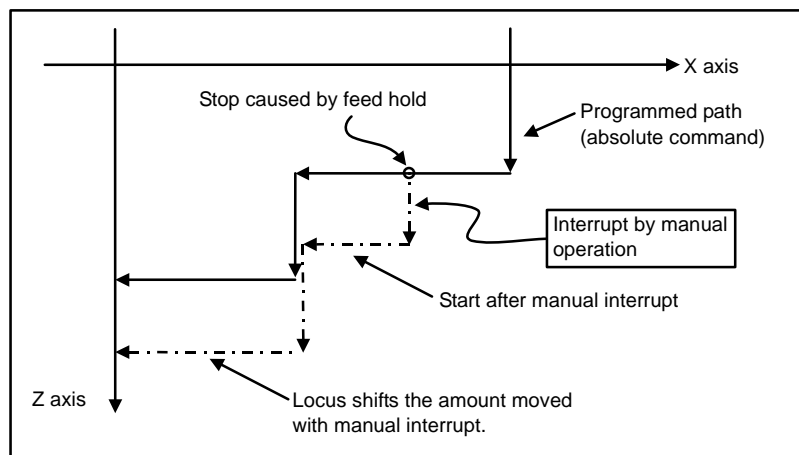 X axis
Stop caused by feed hold
Programmed path
(absolute command)
Interrupt by manual
operation
Start after manual interrupt
Z axis
Locus shifts the amount moved
with manual interrupt.